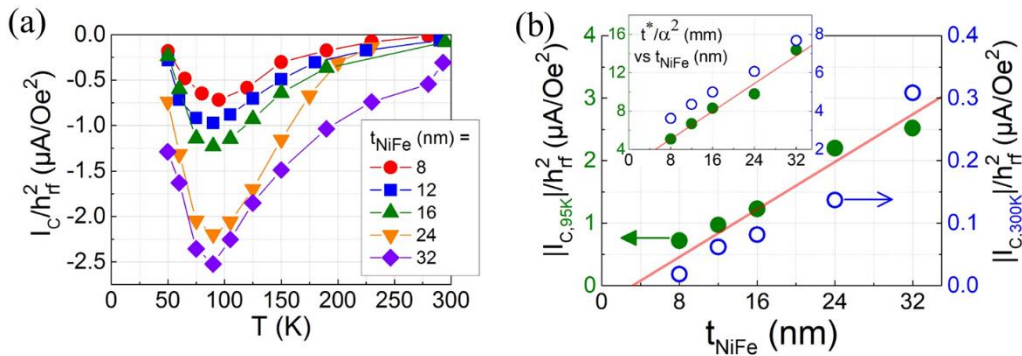 (a)
0.0
-0.5
-1.0
-1.5
-2.0
-2.5
I_C/h_rf^2 (μA/Oe^2)
t_NiFe (nm) =
8
12
16
24
32
0 50 100 150 200 250 300
T (K)
(b)
16
12
8
4
t^*/α^2 (mm)
vs t_NiFe (nm)
8
6
4
2
8 16 24 32
4
3
2
1
0
|I_C,95K|/h_rf^2 (μA/Oe^2)
0.4
0.3
0.2
0.1
0.0
|I_C.300K|/h_rf^2 (μA/Oe^2)
0 8 16 24 32
t_NiFe (nm)